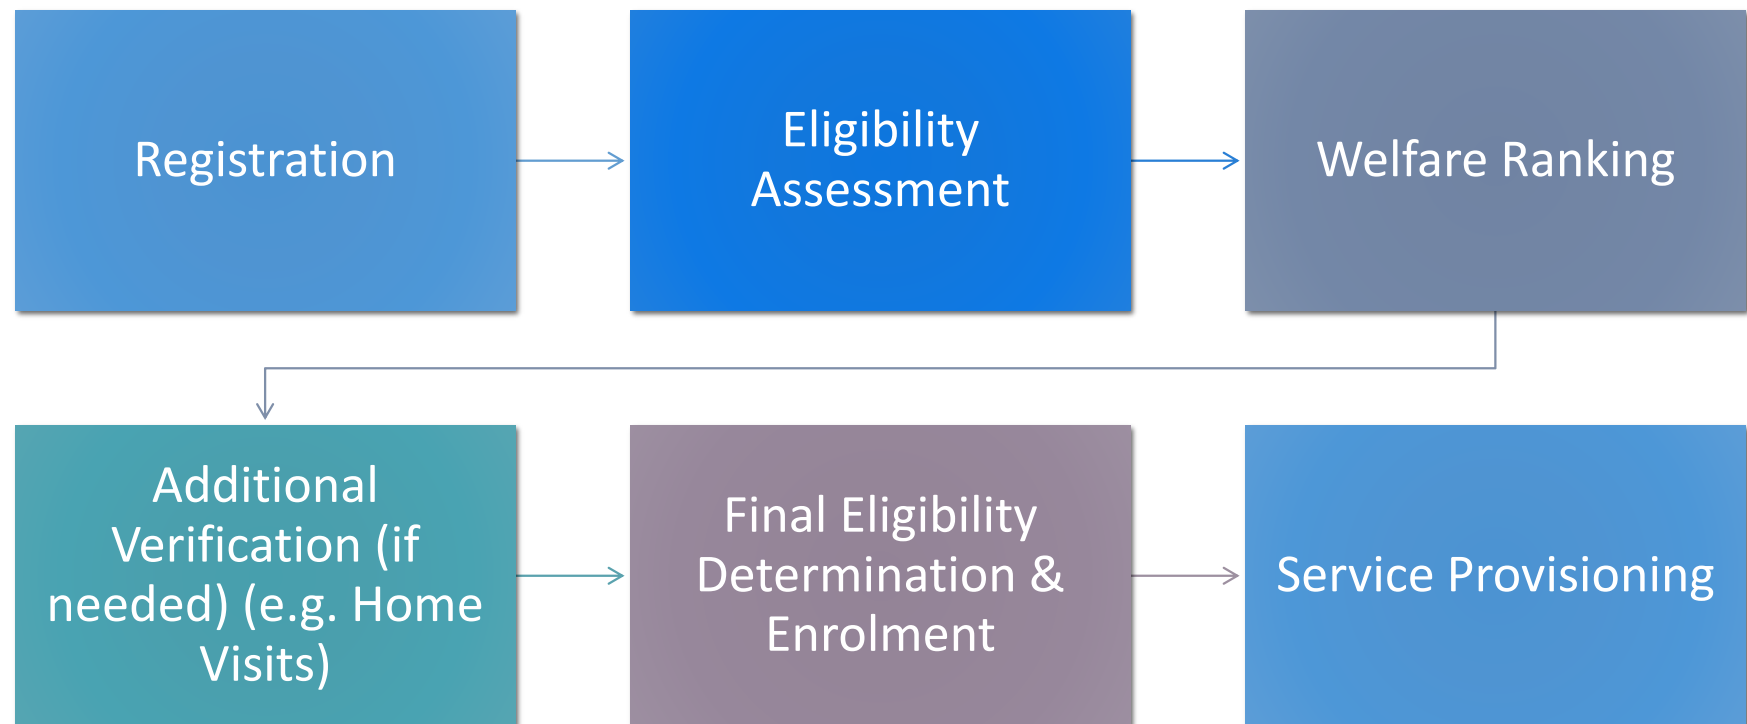 Registration
Eligibility
Assessment
Welfare Ranking
Additional
Verification (if
needed) (e.g. Home
Visits)
Final Eligibility
Determination &
Enrolment
Service Provisioning